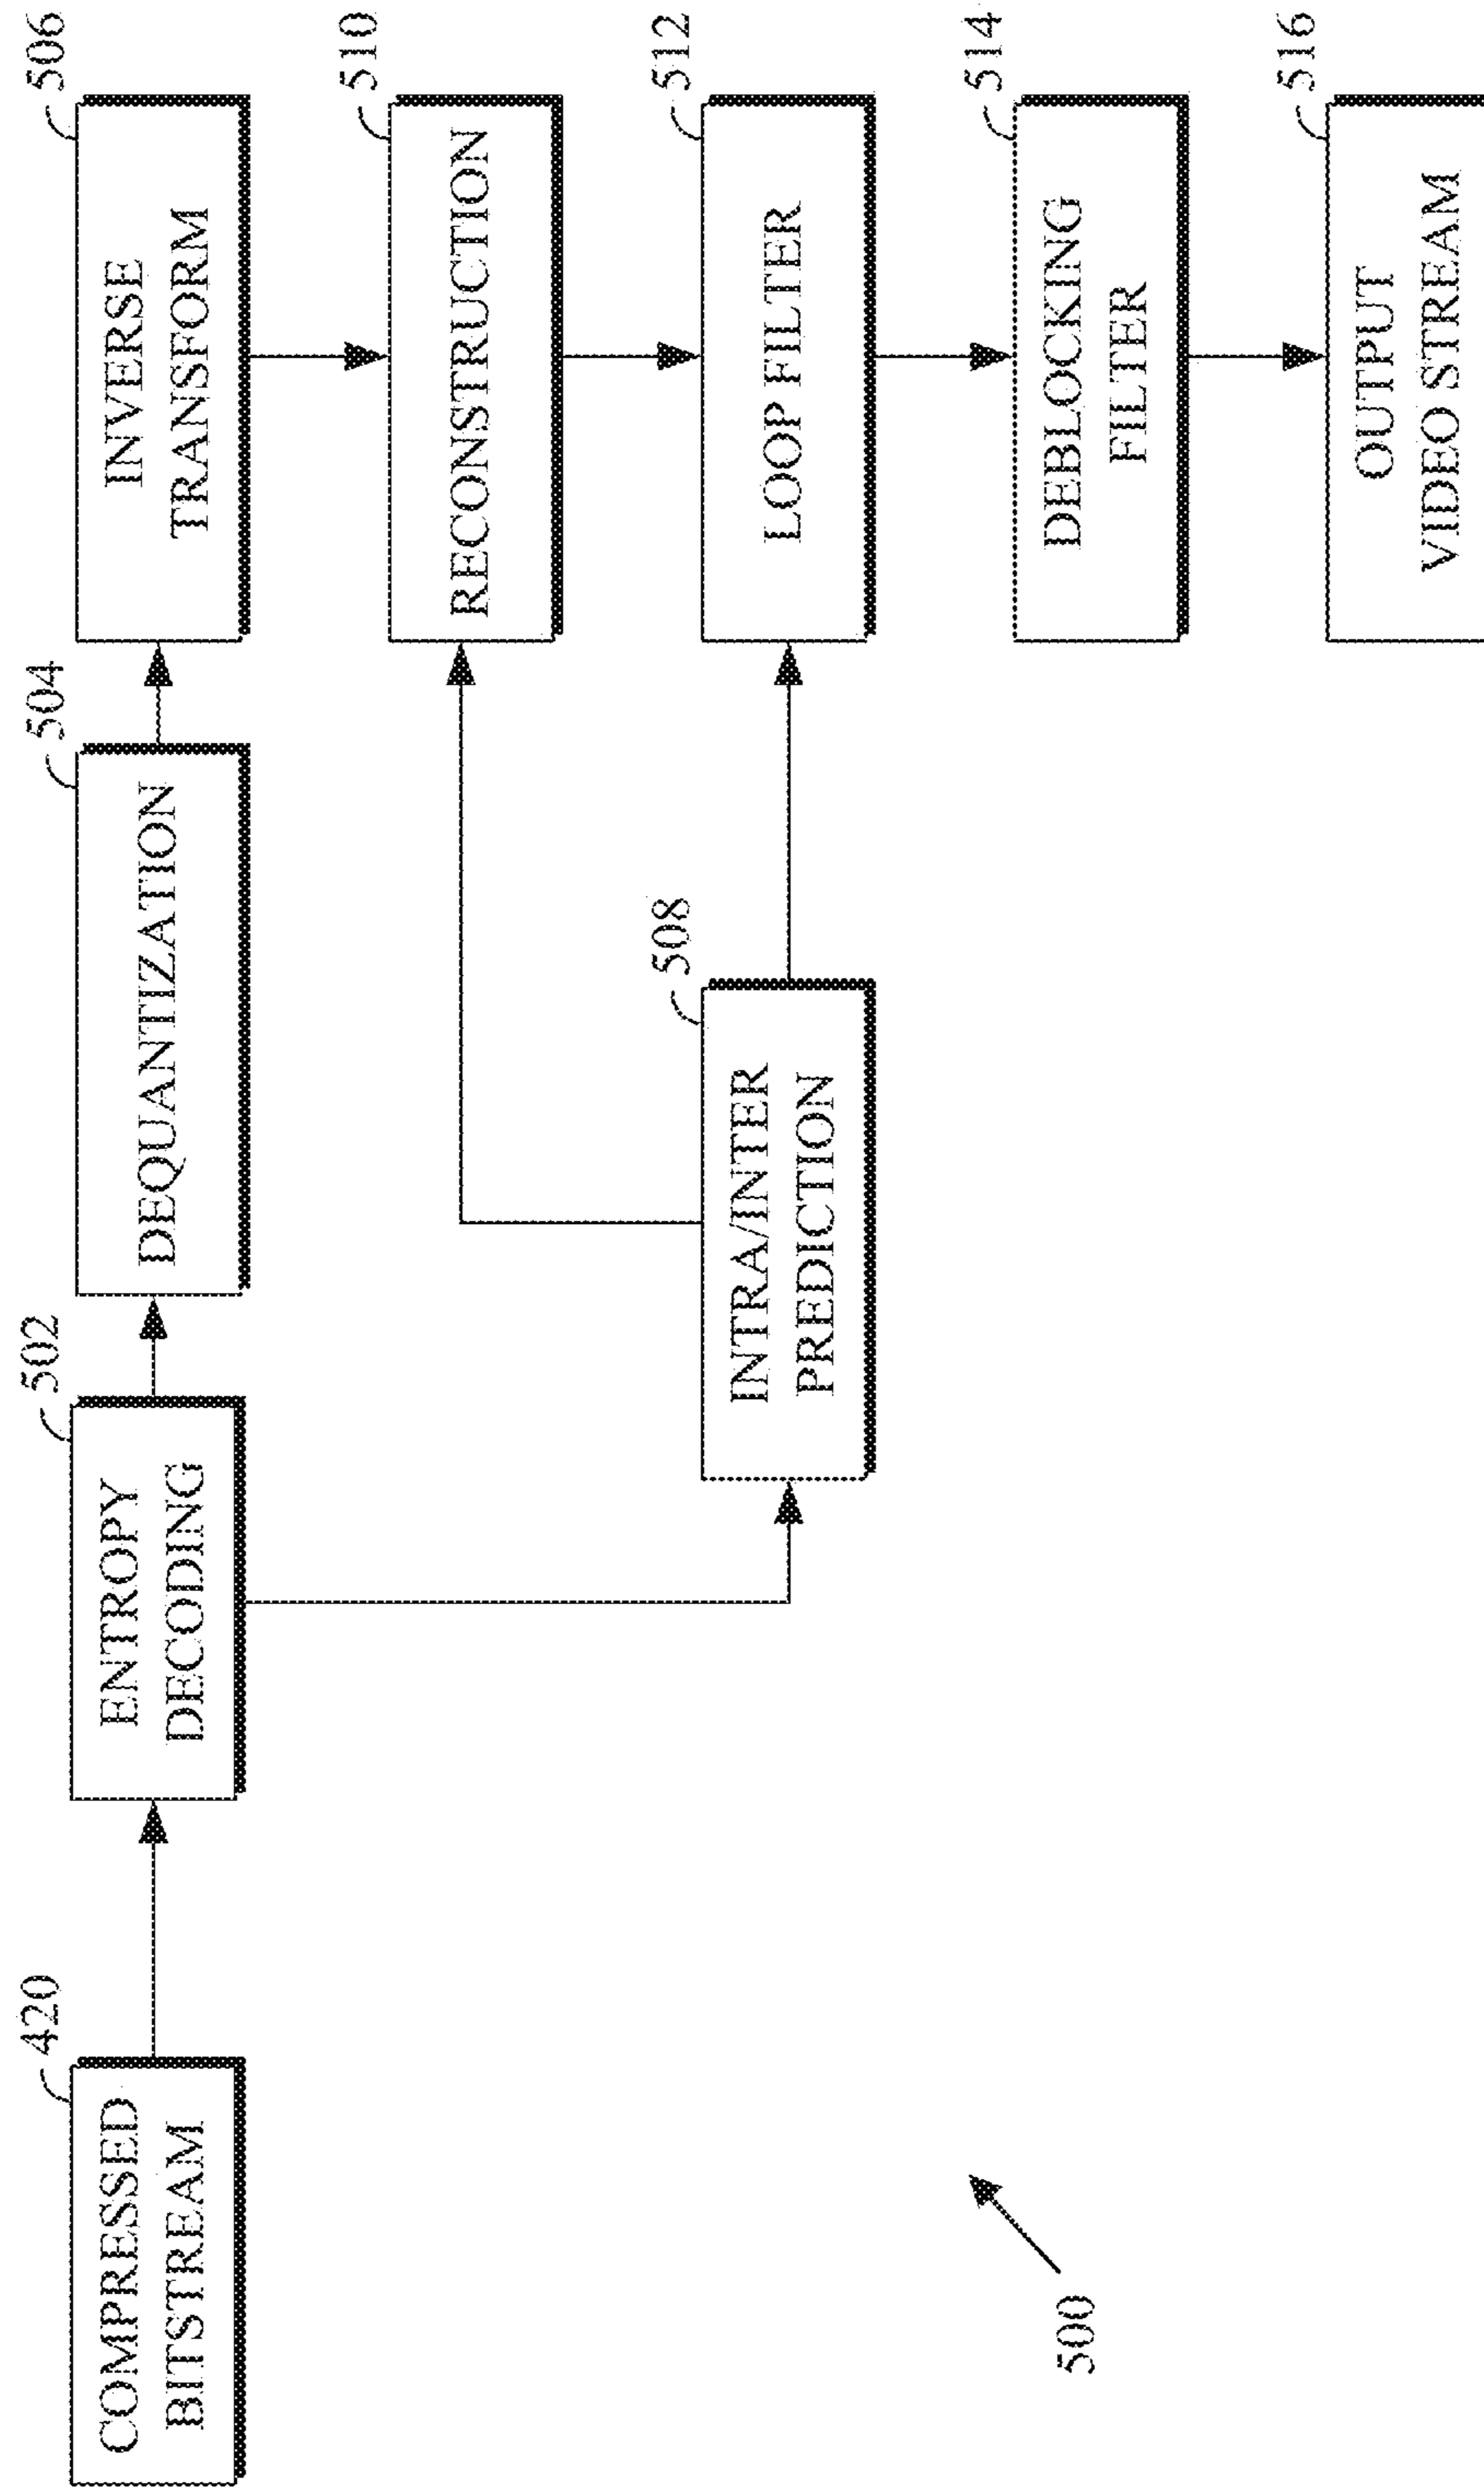 420
COMPRESSED
BITSTREAM
502
ENTROPY
DECODING
504
DEQUANTIZATION
506
INVERSE
TRANSFORM
508
INTRA/INTER
PREDICTION
510
RECONSTRUCTION
512
LOOP FILTER
514
DEBLOCKING
FILTER
516
OUTPUT
VIDEO STREAM
500